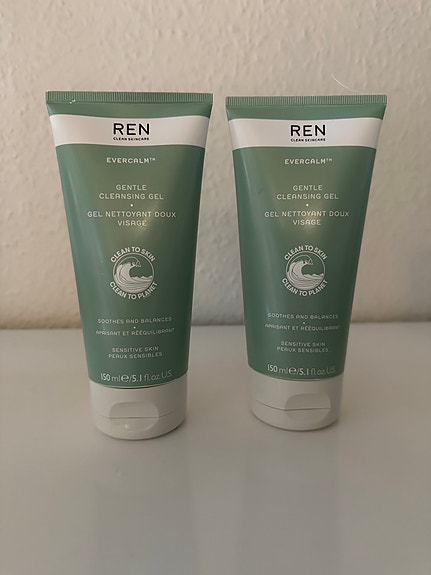 REN
CLEAN SKINCARE
EVERCALM™
GENTLE
CLEANSING GEL
•
GEL NETTOYANT DOUX
VISAGE
CLEAN TO SKIN
CLEAN TO PLANET
SOOTHES AND BALANCES
•
APAISANT ET RÉÉQUILIBRANT
SENSITIVE SKIN
PEAUX SENSIBLES
150 ml ℮/5.1 fl.oz.US.
REN
CLEAN SKINCARE
EVERCALM™
GENTLE
CLEANSING GEL
•
GEL NETTOYANT DOUX
VISAGE
CLEAN TO SKIN
CLEAN TO PLANET
SOOTHES AND BALANCES
•
APAISANT ET RÉÉQUILIBRANT
SENSITIVE SKIN
PEAUX SENSIBLES
150 ml ℮/5.1 fl.oz.US.